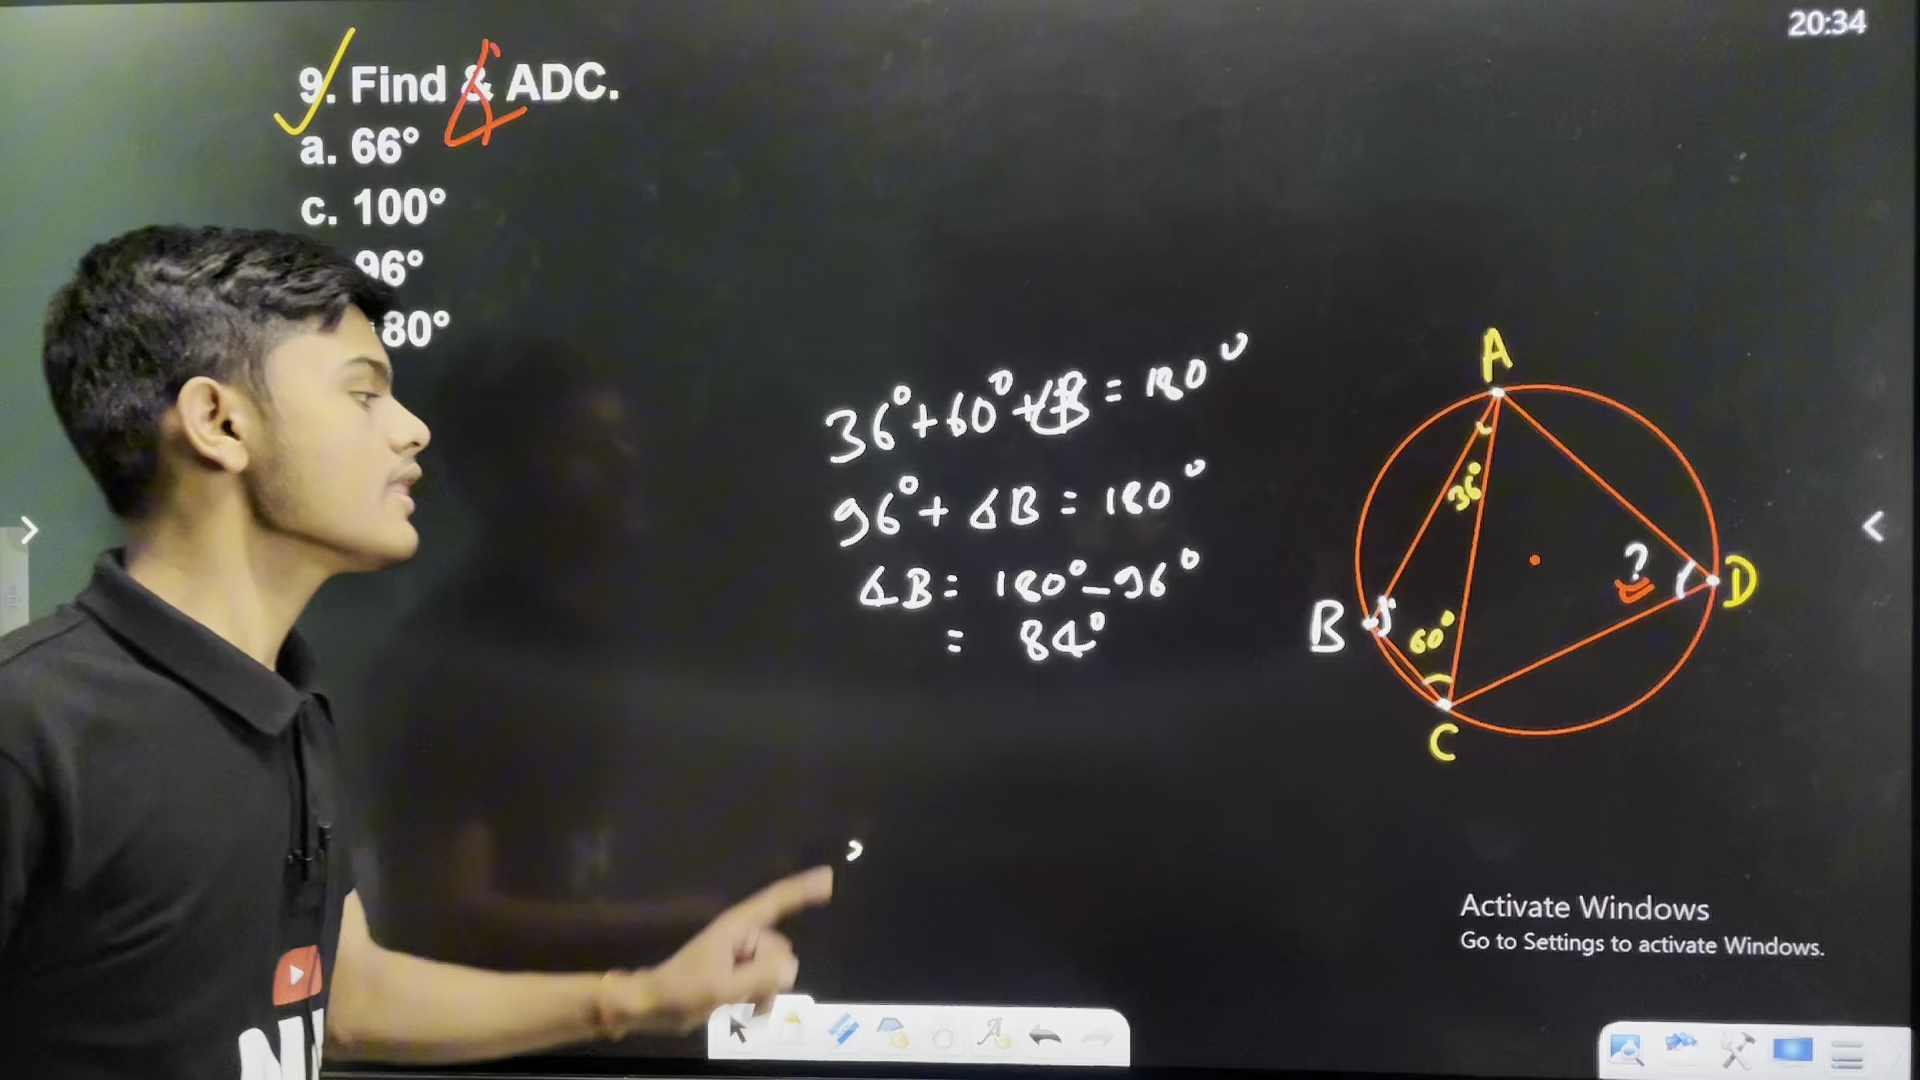 20:34
9. Find & ADC.
a. 66°
c. 100°
96°
80°
36°+60°+∠B = 180°
96°+ ∠B = 180°
∠B = 180°-96°
= 84°
A
36°
?
D
B
60°
C
Activate Windows
Go to Settings to activate Windows.